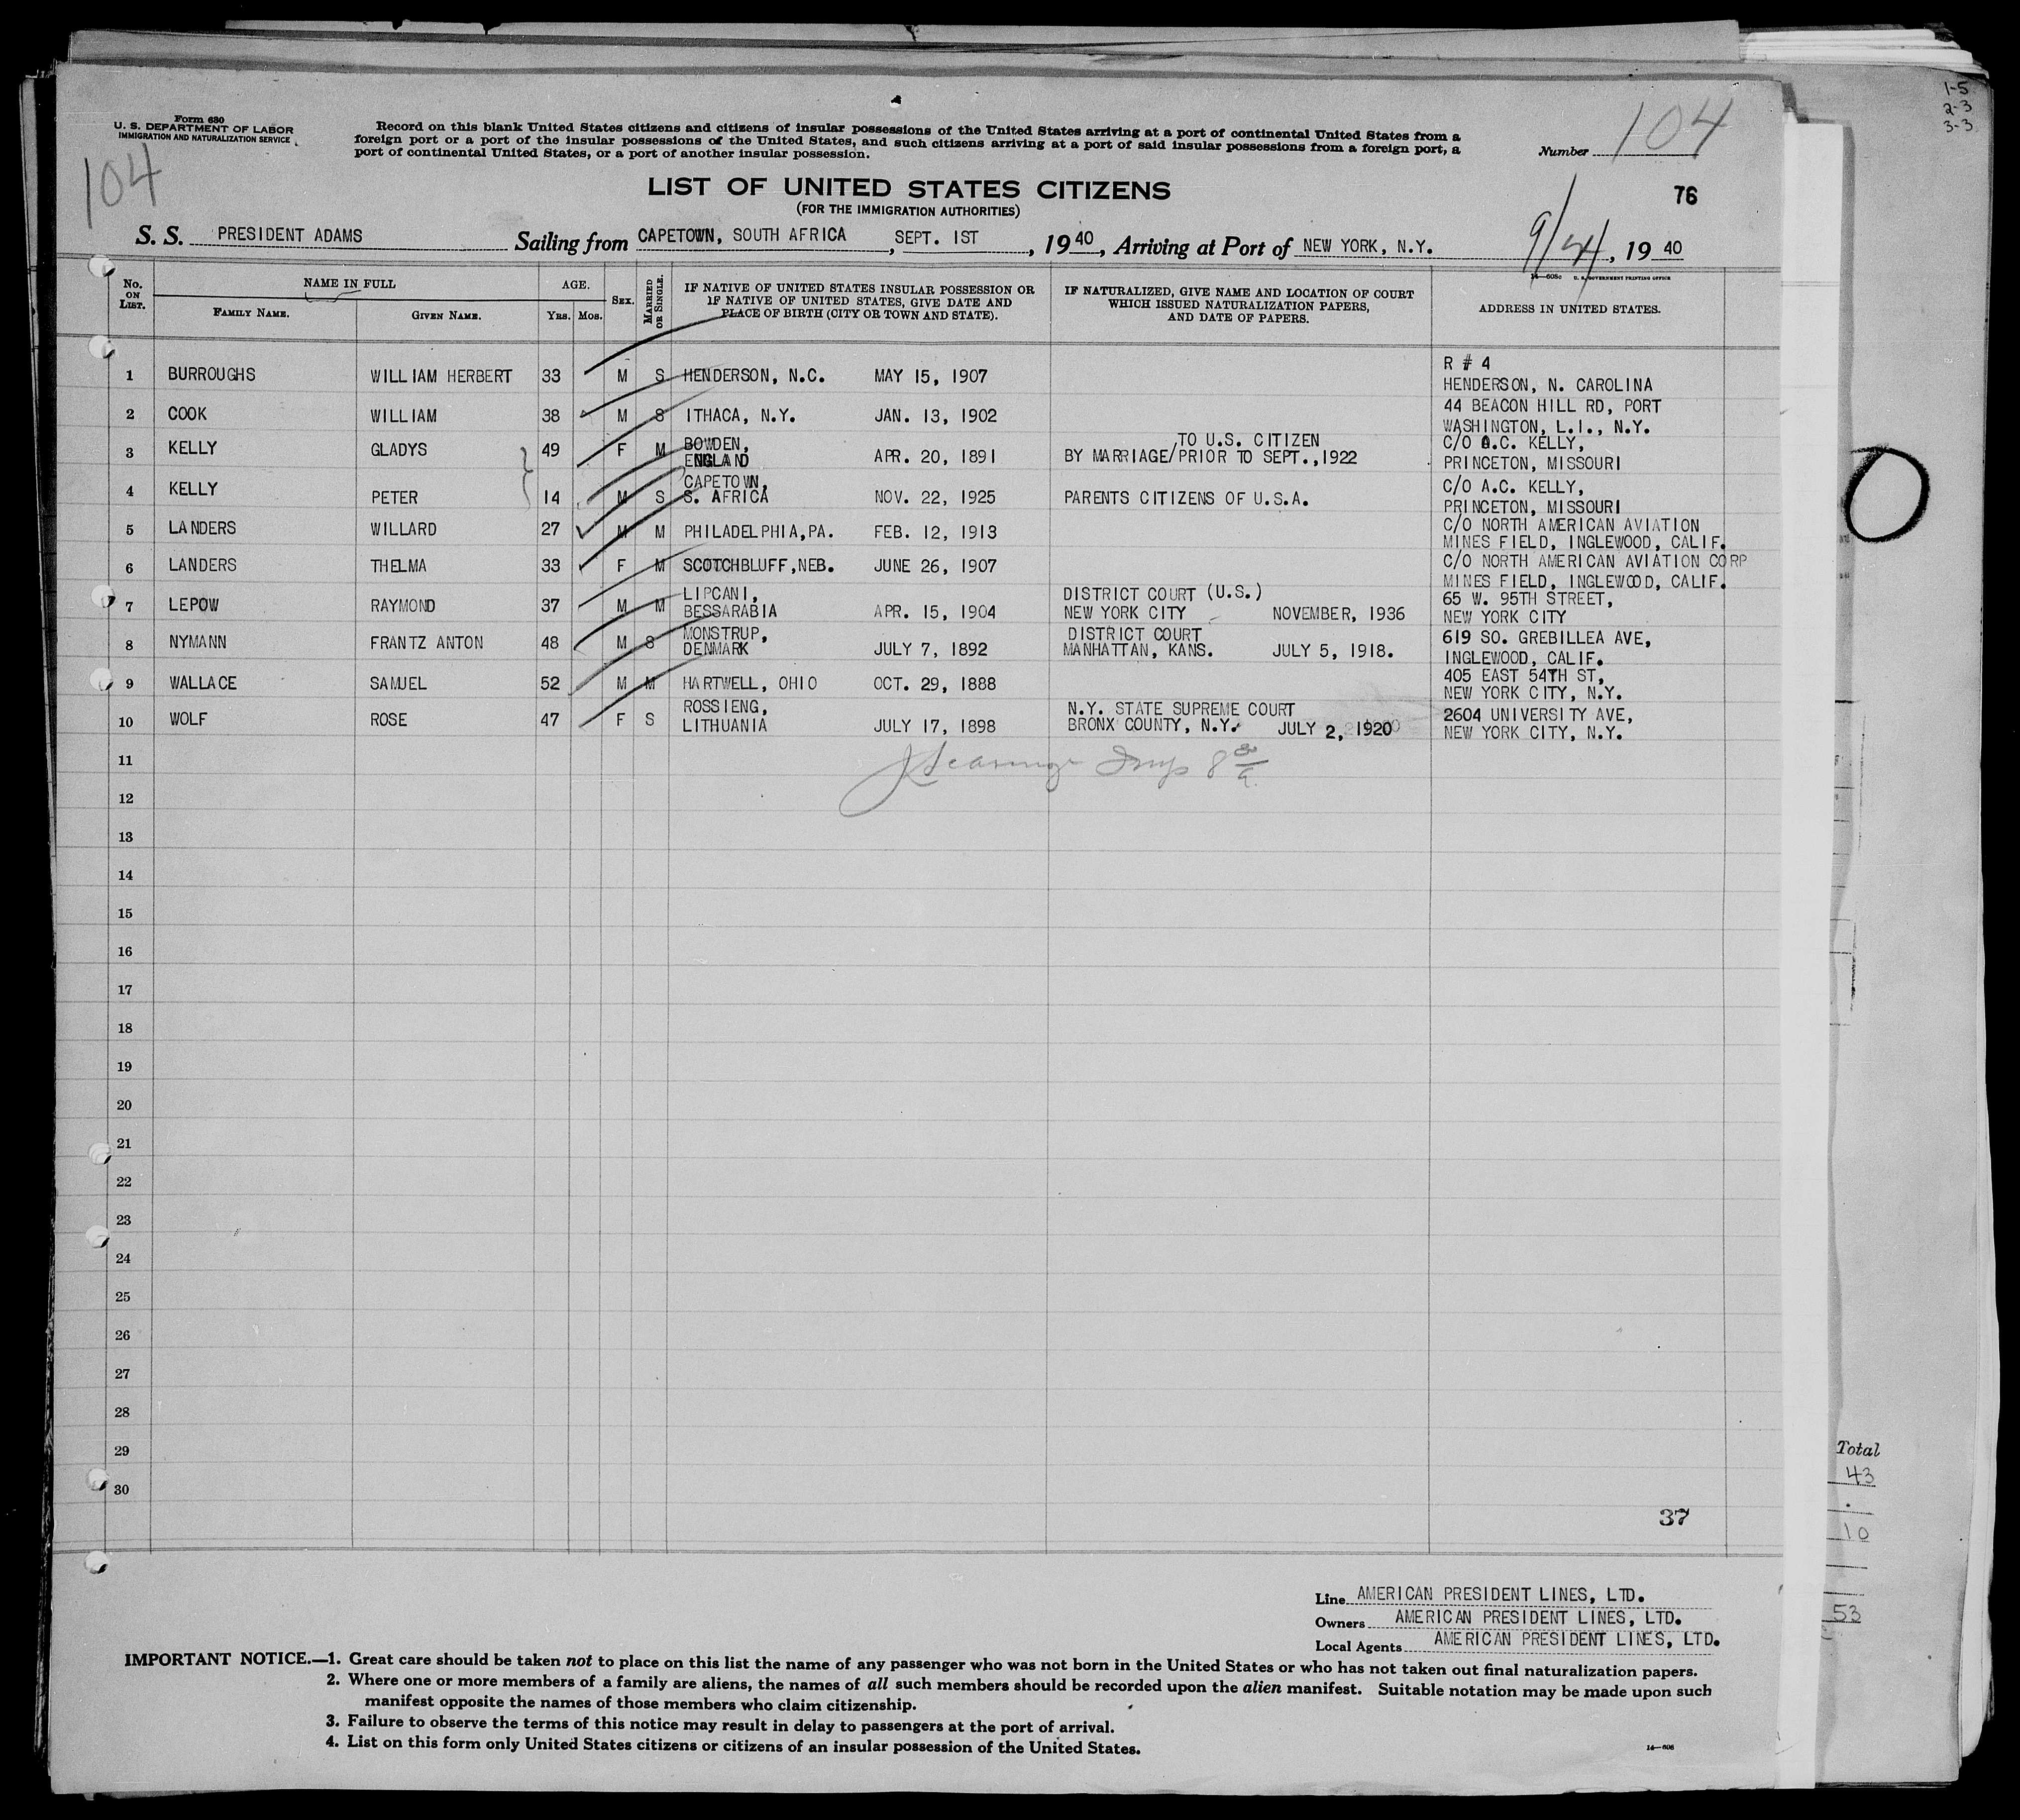 1-5
2-3
3-3
Form 630
U. S. DEPARTMENT OF LABOR
IMMIGRATION AND NATURALIZATION SERVICE
104
Record on this blank United States citizens and citizens of insular possessions of the United States arriving at a port of continental United States from a
foreign port or a port of the insular possessions of the United States, and such citizens arriving at a port of said insular possessions from a foreign port, a
port of continental United States, or a port of another insular possession.
Number 104
76
LIST OF UNITED STATES CITIZENS
(FOR THE IMMIGRATION AUTHORITIES)
S. S. PRESIDENT ADAMS Sailing from CAPETOWN, SOUTH AFRICA, SEPT. 1ST, 1940, Arriving at Port of NEW YORK, N.Y. 9/24, 1940
U. S. GOVERNMENT PRINTING OFFICE
No. ON LIST. NAME IN FULL FAMILY NAME. GIVEN NAME. AGE. YRS. MOS. SEX. MARRIED OR SINGLE. IF NATIVE OF UNITED STATES INSULAR POSSESSION OR IF NATIVE OF UNITED STATES, GIVE DATE AND PLACE OF BIRTH (CITY OR TOWN AND STATE). IF NATURALIZED, GIVE NAME AND LOCATION OF COURT WHICH ISSUED NATURALIZATION PAPERS, AND DATE OF PAPERS. ADDRESS IN UNITED STATES.
1 BURROUGHS WILLIAM HERBERT 33 M S HENDERSON, N.C. MAY 15, 1907 R # 4 HENDERSON, N. CAROLINA
2 COOK WILLIAM 38 M S ITHACA, N.Y. JAN. 13, 1902 44 BEACON HILL RD, PORT WASHINGTON, L.I., N.Y.
3 KELLY GLADYS 49 F M BOWDEN, ENGLAND APR. 20, 1891 BY MARRIAGE/TO U.S. CITIZEN PRIOR TO SEPT.,1922 C/O A.C. KELLY, PRINCETON, MISSOURI
4 KELLY PETER 14 M S CAPETOWN, S. AFRICA NOV. 22, 1925 PARENTS CITIZENS OF U.S.A. C/O A.C. KELLY, PRINCETON, MISSOURI
5 LANDERS WILLARD 27 M M PHILADELPHIA,PA. FEB. 12, 1913 C/O NORTH AMERICAN AVIATION MINES FIELD, INGLEWOOD, CALIF.
6 LANDERS THELMA 33 F M SCOTCHBLUFF,NEB. JUNE 26, 1907 C/O NORTH AMERICAN AVIATION CORP MINES FIELD, INGLEWOOD, CALIF.
7 LEPOW RAYMOND 37 M M LIPCANI, BESSARABIA APR. 15, 1904 DISTRICT COURT (U.S.) NEW YORK CITY NOVEMBER, 1936 65 W. 95TH STREET, NEW YORK CITY
8 NYMANN FRANTZ ANTON 48 M S MONSTRUP, DENMARK JULY 7, 1892 DISTRICT COURT MANHATTAN, KANS. JULY 5, 1918. 619 SO. GREBILLEA AVE, INGLEWOOD, CALIF.
9 WALLACE SAMUEL 52 M M HARTWELL, OHIO OCT. 29, 1888 405 EAST 54TH ST, NEW YORK CITY, N.Y.
10 WOLF ROSE 47 F S ROSSIENG, LITHUANIA JULY 17, 1898 N.Y. STATE SUPREME COURT BRONX COUNTY, N.Y. JULY 2, 1920 2604 UNIVERSITY AVE, NEW YORK CITY, N.Y.
11
12
13
14
15
16
17
18
19
20
21
22
23
24
25
26
27
28
29
30
37
Total
43
10
53
Line AMERICAN PRESIDENT LINES, LTD.
Owners AMERICAN PRESIDENT LINES, LTD.
Local Agents AMERICAN PRESIDENT LINES, LTD.
IMPORTANT NOTICE.—1. Great care should be taken not to place on this list the name of any passenger who was not born in the United States or who has not taken out final naturalization papers.
2. Where one or more members of a family are aliens, the names of all such members should be recorded upon the alien manifest. Suitable notation may be made upon such
manifest opposite the names of those members who claim citizenship.
3. Failure to observe the terms of this notice may result in delay to passengers at the port of arrival.
4. List on this form only United States citizens or citizens of an insular possession of the United States.